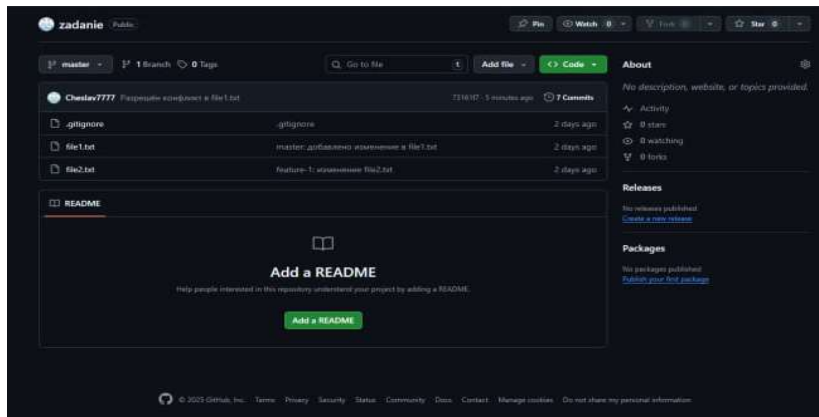 zadanie Public Pin Watch 0 Fork 0 Star 0
master 1 Branch 0 Tags Go to file t Add file Code About
No description, website, or topics provided.
Cheslav7777 Разрешён конфликт в file1.txt 5 minutes ago 7 Commits
Activity
.gitignore .gitignore 2 days ago
0 stars
file1.txt master: добавлено изменение в file1.txt 2 days ago
0 watching
file2.txt feature-1: изменение file2.txt 2 days ago
0 forks
README
Releases
No releases published
Create a new release
Add a README
Help people interested in this repository understand your project by adding a README.
Add a README
Packages
No packages published
Publish your first package
© 2025 GitHub, Inc. Terms Privacy Security Status Community Docs Contact Manage cookies Do not share my personal information